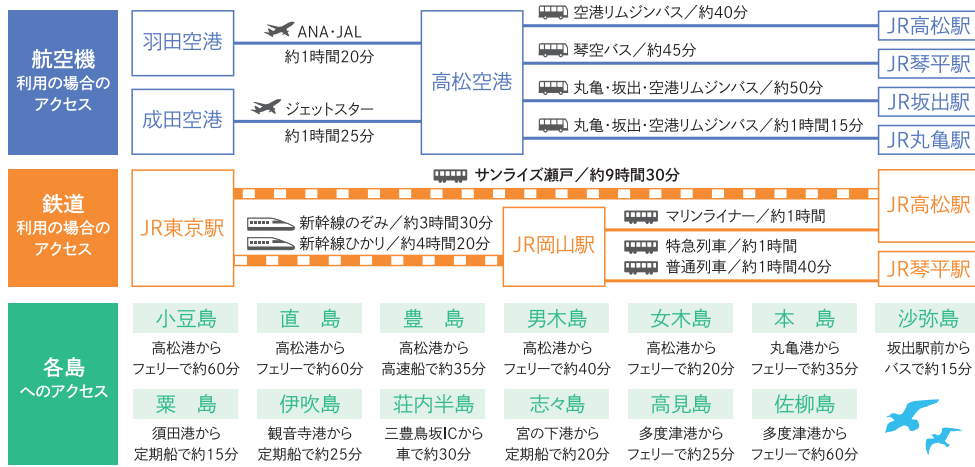 航空機
利用の場合の
アクセス
羽田空港
ANA・JAL
約1時間20分
成田空港
ジェットスター
約1時間25分
高松空港
空港リムジンバス／約40分
JR高松駅
琴空バス／約45分
JR琴平駅
丸亀・坂出・空港リムジンバス／約50分
JR坂出駅
丸亀・坂出・空港リムジンバス／約1時間15分
JR丸亀駅
鉄道
利用の場合の
アクセス
JR東京駅
サンライズ瀬戸／約9時間30分
新幹線のぞみ／約3時間30分
新幹線ひかり／約4時間20分
JR岡山駅
マリンライナー／約1時間
JR高松駅
特急列車／約1時間
普通列車／約1時間40分
JR琴平駅
各島
へのアクセス
小豆島
高松港から
フェリーで約60分
直　島
高松港から
フェリーで約60分
豊　島
高松港から
高速船で約35分
男木島
高松港から
フェリーで約40分
女木島
高松港から
フェリーで約20分
本　島
丸亀港から
フェリーで約35分
沙弥島
坂出駅前から
バスで約15分
粟　島
須田港から
定期船で約15分
伊吹島
観音寺港から
定期船で約25分
荘内半島
三豊鳥坂ICから
車で約30分
志々島
宮の下港から
定期船で約20分
高見島
多度津港から
フェリーで約25分
佐柳島
多度津港から
フェリーで約60分